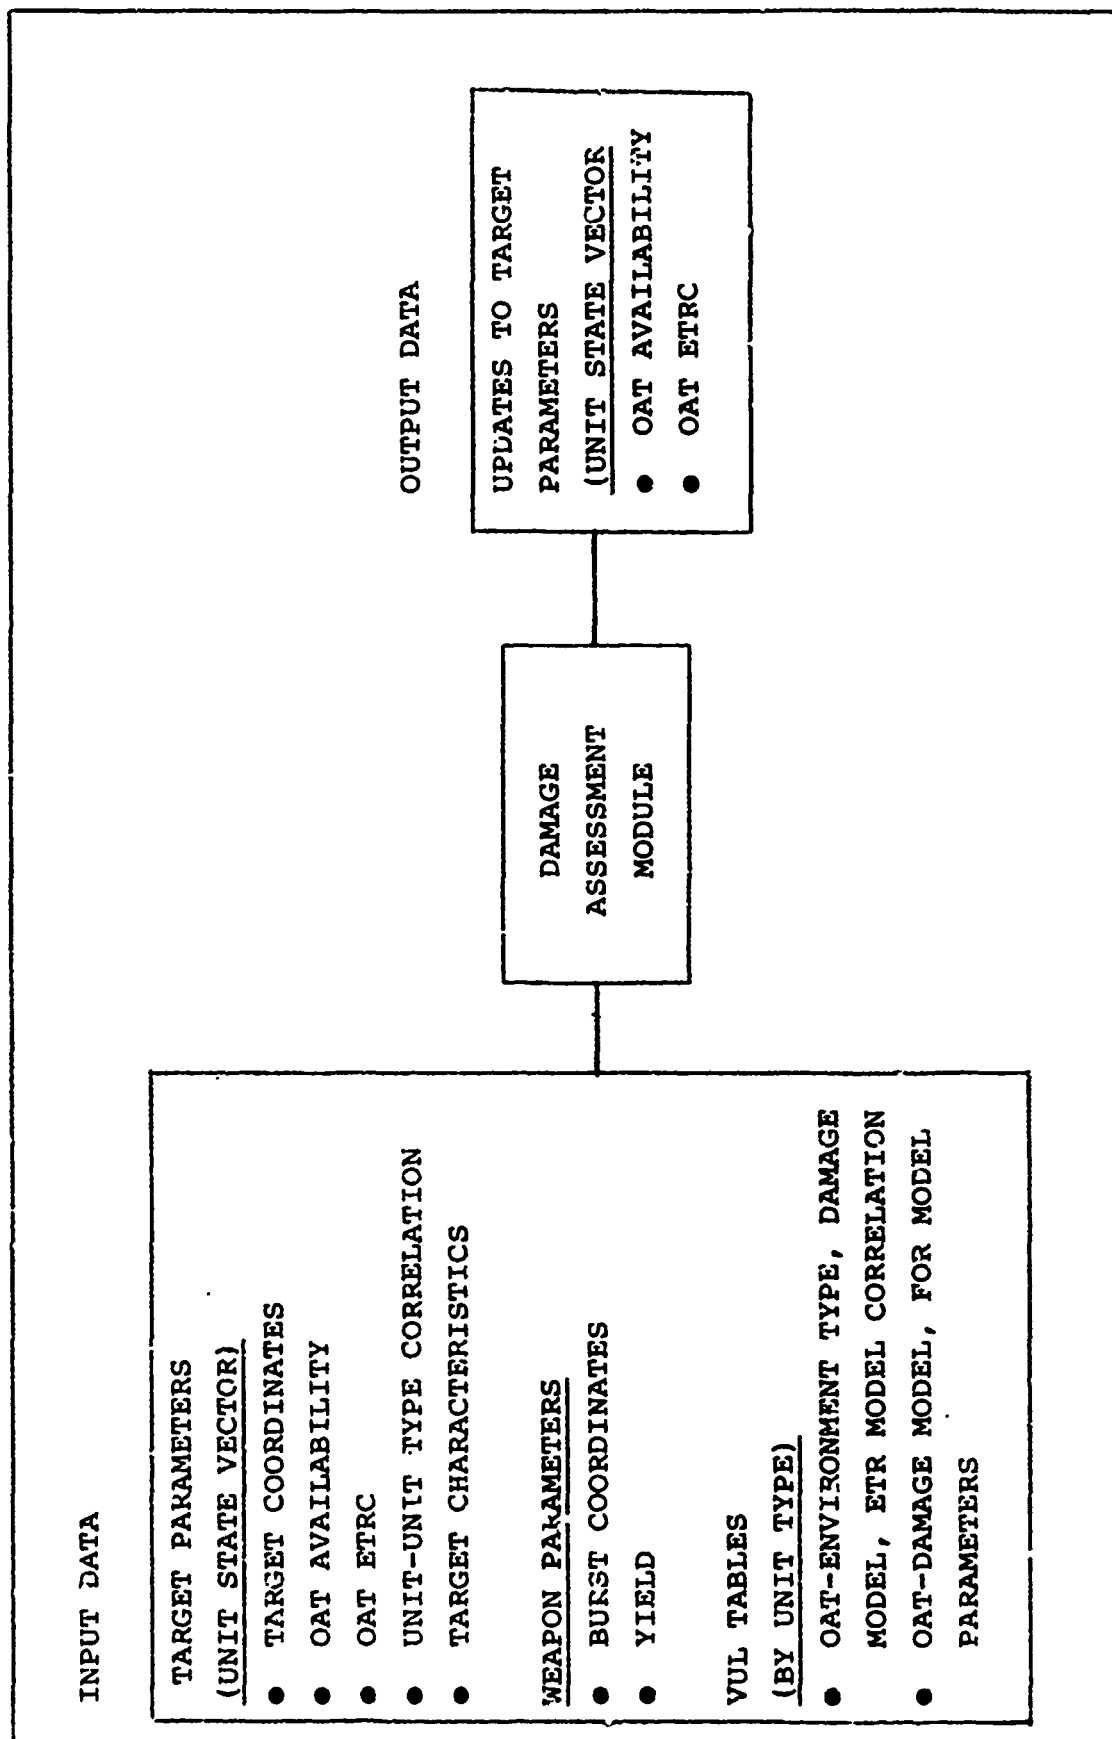 INPUT DATA
TARGET PARAMETERS
(UNIT STATE VECTOR)
● TARGET COORDINATES
● OAT AVAILABILITY
● OAT ETRC
● UNIT-UNIT TYPE CORRELATION
● TARGET CHARACTERISTICS
WEAPON PARAMETERS
● BURST COORDINATES
● YIELD
VUL TABLES
(BY UNIT TYPE)
● OAT-ENVIRONMENT TYPE, DAMAGE
MODEL, ETR MODEL CORRELATION
● OAT-DAMAGE MODEL, FOR MODEL
PARAMETERS
DAMAGE
ASSESSMENT
MODULE
OUTPUT DATA
UPDATES TO TARGET
PARAMETERS
(UNIT STATE VECTOR
● OAT AVAILABILITY
● OAT ETRC